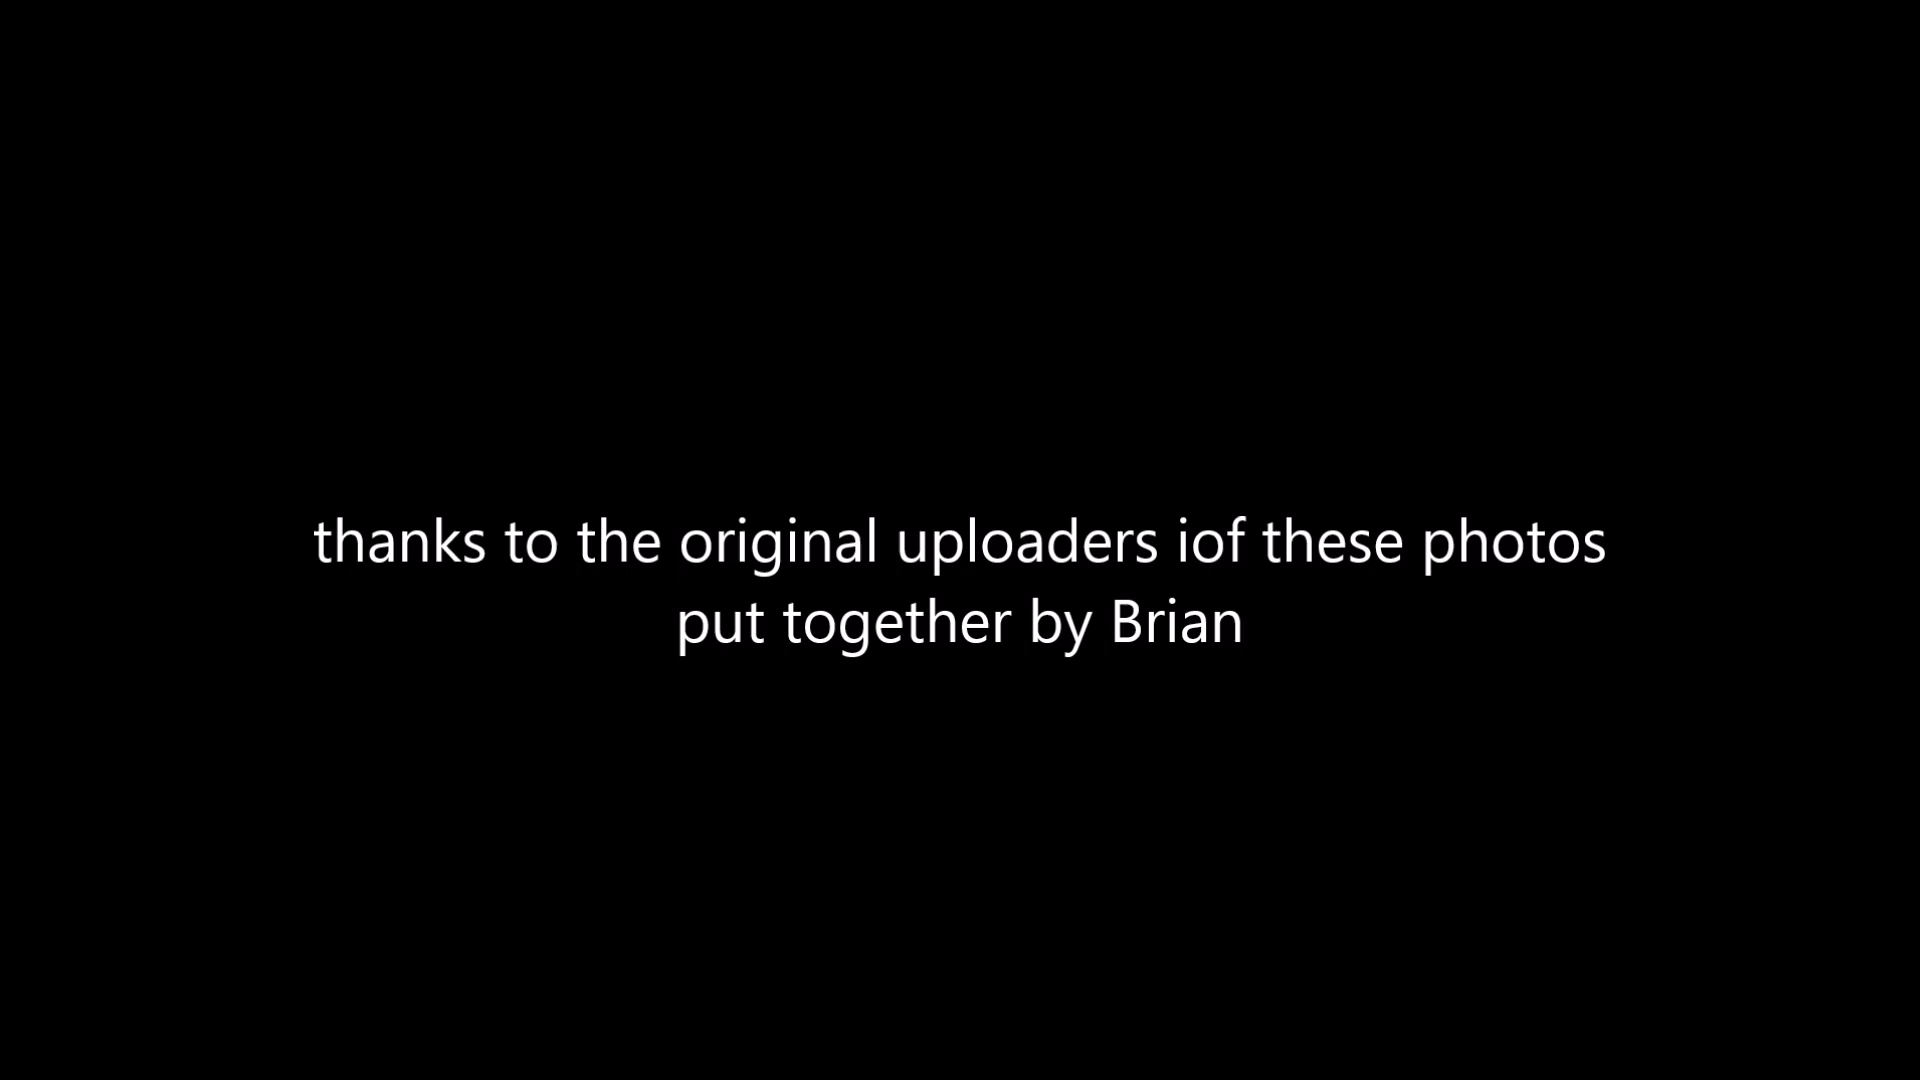 thanks to the original uploaders iof these photos
put together by Brian